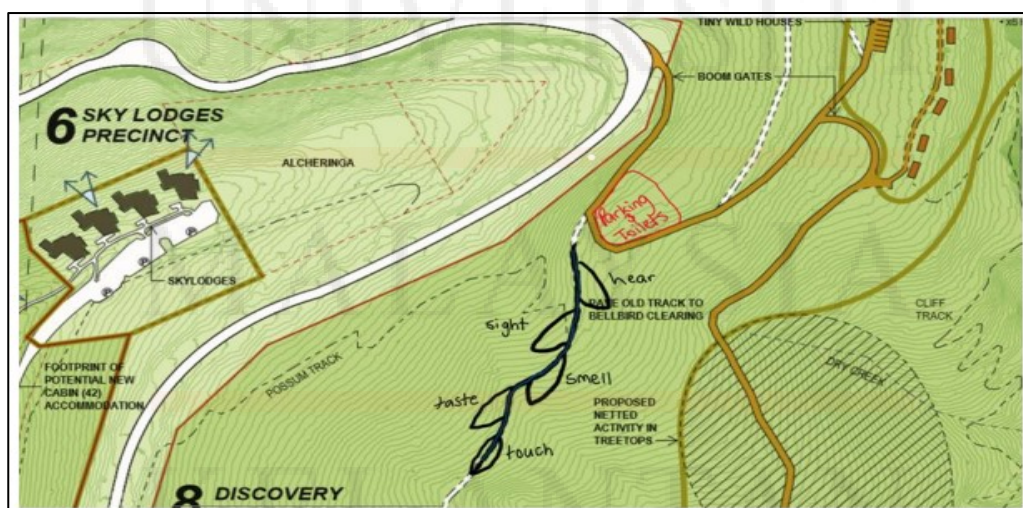 TINY WILD HOUSES
BOOM GATES
6 SKY LODGES
PRECINCT
ALCHERINGA
Parking
&
Toilets
SKYLODGES
hear
OLD TRACK TO
BELLBIRD CLEARING
sight
CLIFF
TRACK
FOOTPRINT OF
POTENTIAL NEW
CABIN (42)
ACCOMMODATION
POSSUM TRACK
smell
DRY CREEK
taste
PROPOSED
NETTED
ACTIVITY IN
TREETOPS
touch
8 DISCOVERY